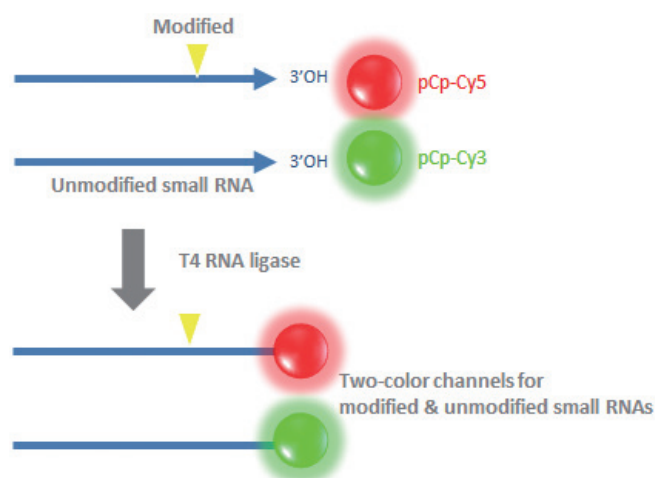 Modified
3'OH
pCp-Cy5
3'OH
pCp-Cy3
Unmodified small RNA
T4 RNA ligase
Two-color channels for
modified & unmodified small RNAs